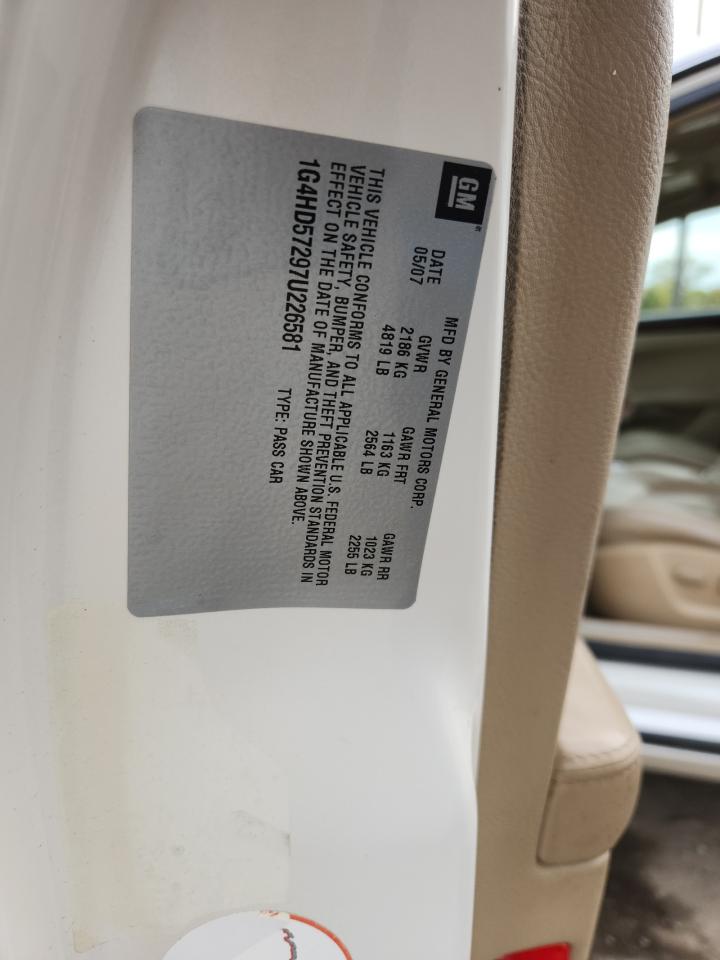 GM
MFD BY GENERAL MOTORS CORP.
DATE GVWR GAWR FRT GAWR RR
05/07 2186 KG 1163 KG 1023 KG
4819 LB 2564 LB 2255 LB
THIS VEHICLE CONFORMS TO ALL APPLICABLE U.S. FEDERAL MOTOR
VEHICLE SAFETY, BUMPER, AND THEFT PREVENTION STANDARDS IN
EFFECT ON THE DATE OF MANUFACTURE SHOWN ABOVE.
1G4HD57297U226581 TYPE: PASS CAR